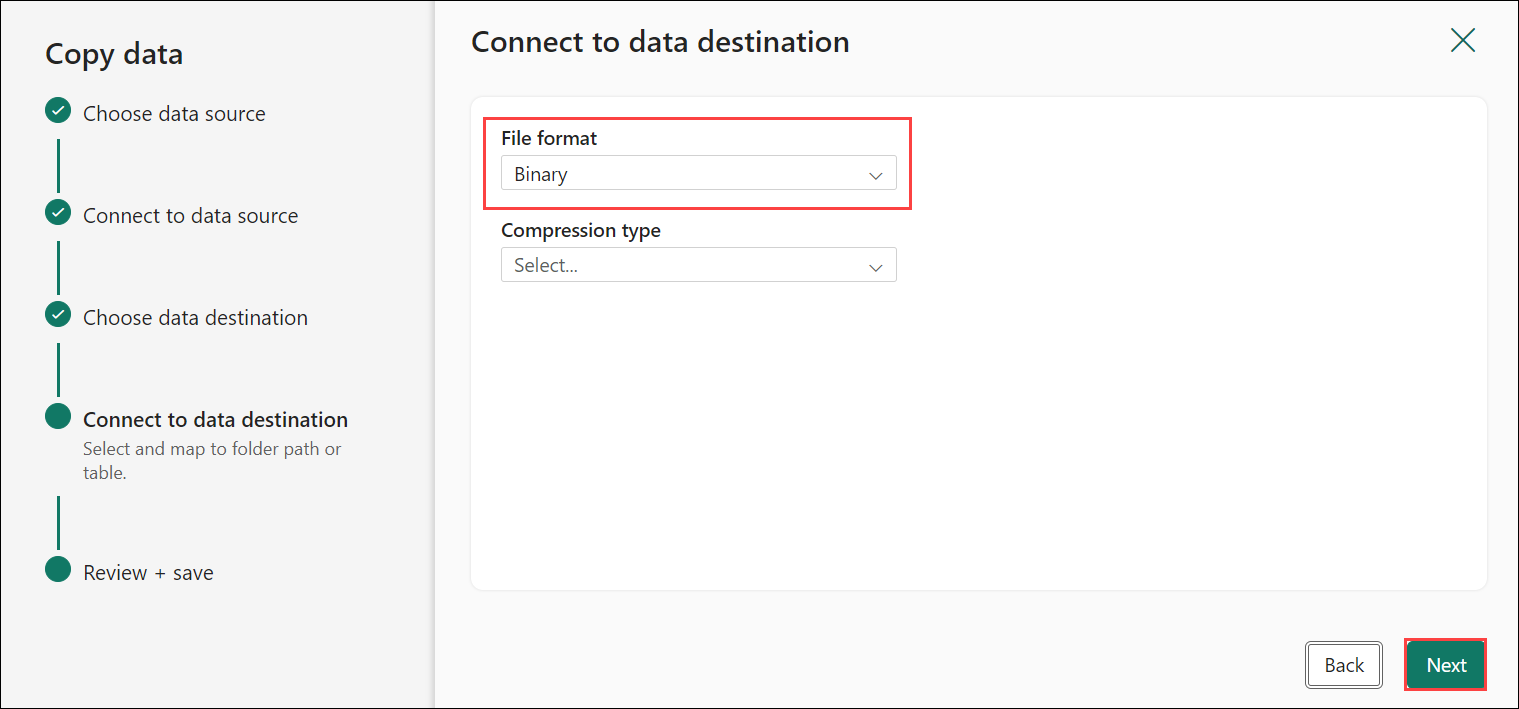 Copy data
Choose data source
Connect to data source
Choose data destination
Connect to data destination
Select and map to folder path or
table.
Review + save
Connect to data destination
File format
Binary
Compression type
Select...
Back
Next